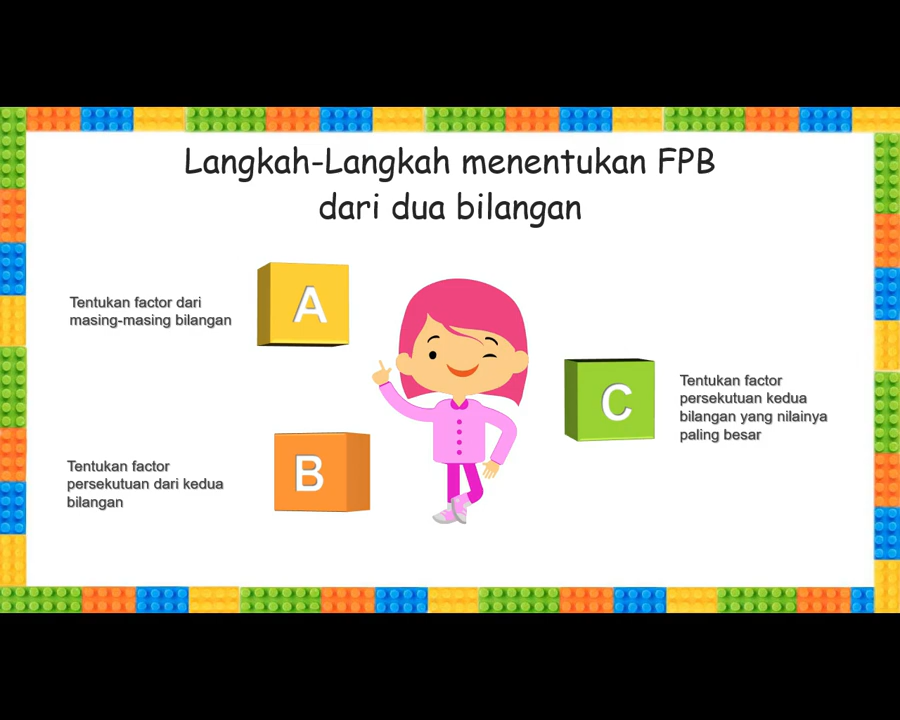 Langkah-Langkah menentukan FPB
dari dua bilangan
Tentukan factor dari
masing-masing bilangan
A
Tentukan factor
persekutuan dari kedua
bilangan
B
C
Tentukan factor
persekutuan kedua
bilangan yang nilainya
paling besar